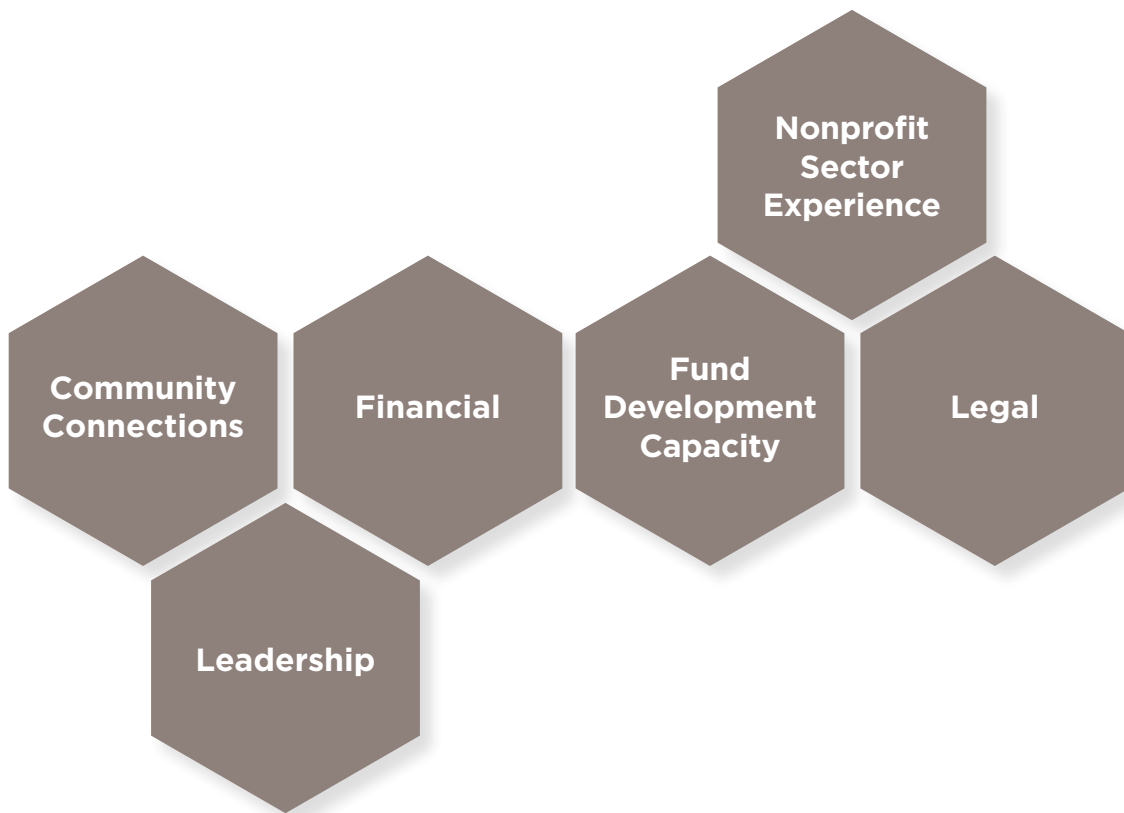 Nonprofit
Sector
Experience
Community
Connections
Financial
Fund
Development
Capacity
Legal
Leadership